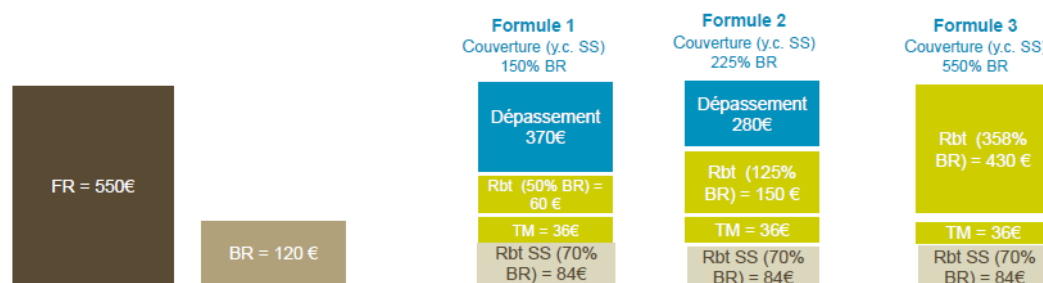 FR = 550€
BR = 120 €
Formule 1
Couverture (y.c. SS)
150% BR
Dépassement
370€
Rbt (50% BR) =
60 €
TM = 36€
Rbt SS (70%
BR) = 84€
Formule 2
Couverture (y.c. SS)
225% BR
Dépassement
280€
Rbt (125%
BR) = 150 €
TM = 36€
Rbt SS (70%
BR) = 84€
Formule 3
Couverture (y.c. SS)
550% BR
Rbt (358%
BR) = 430 €
TM = 36€
Rbt SS (70%
BR) = 84€